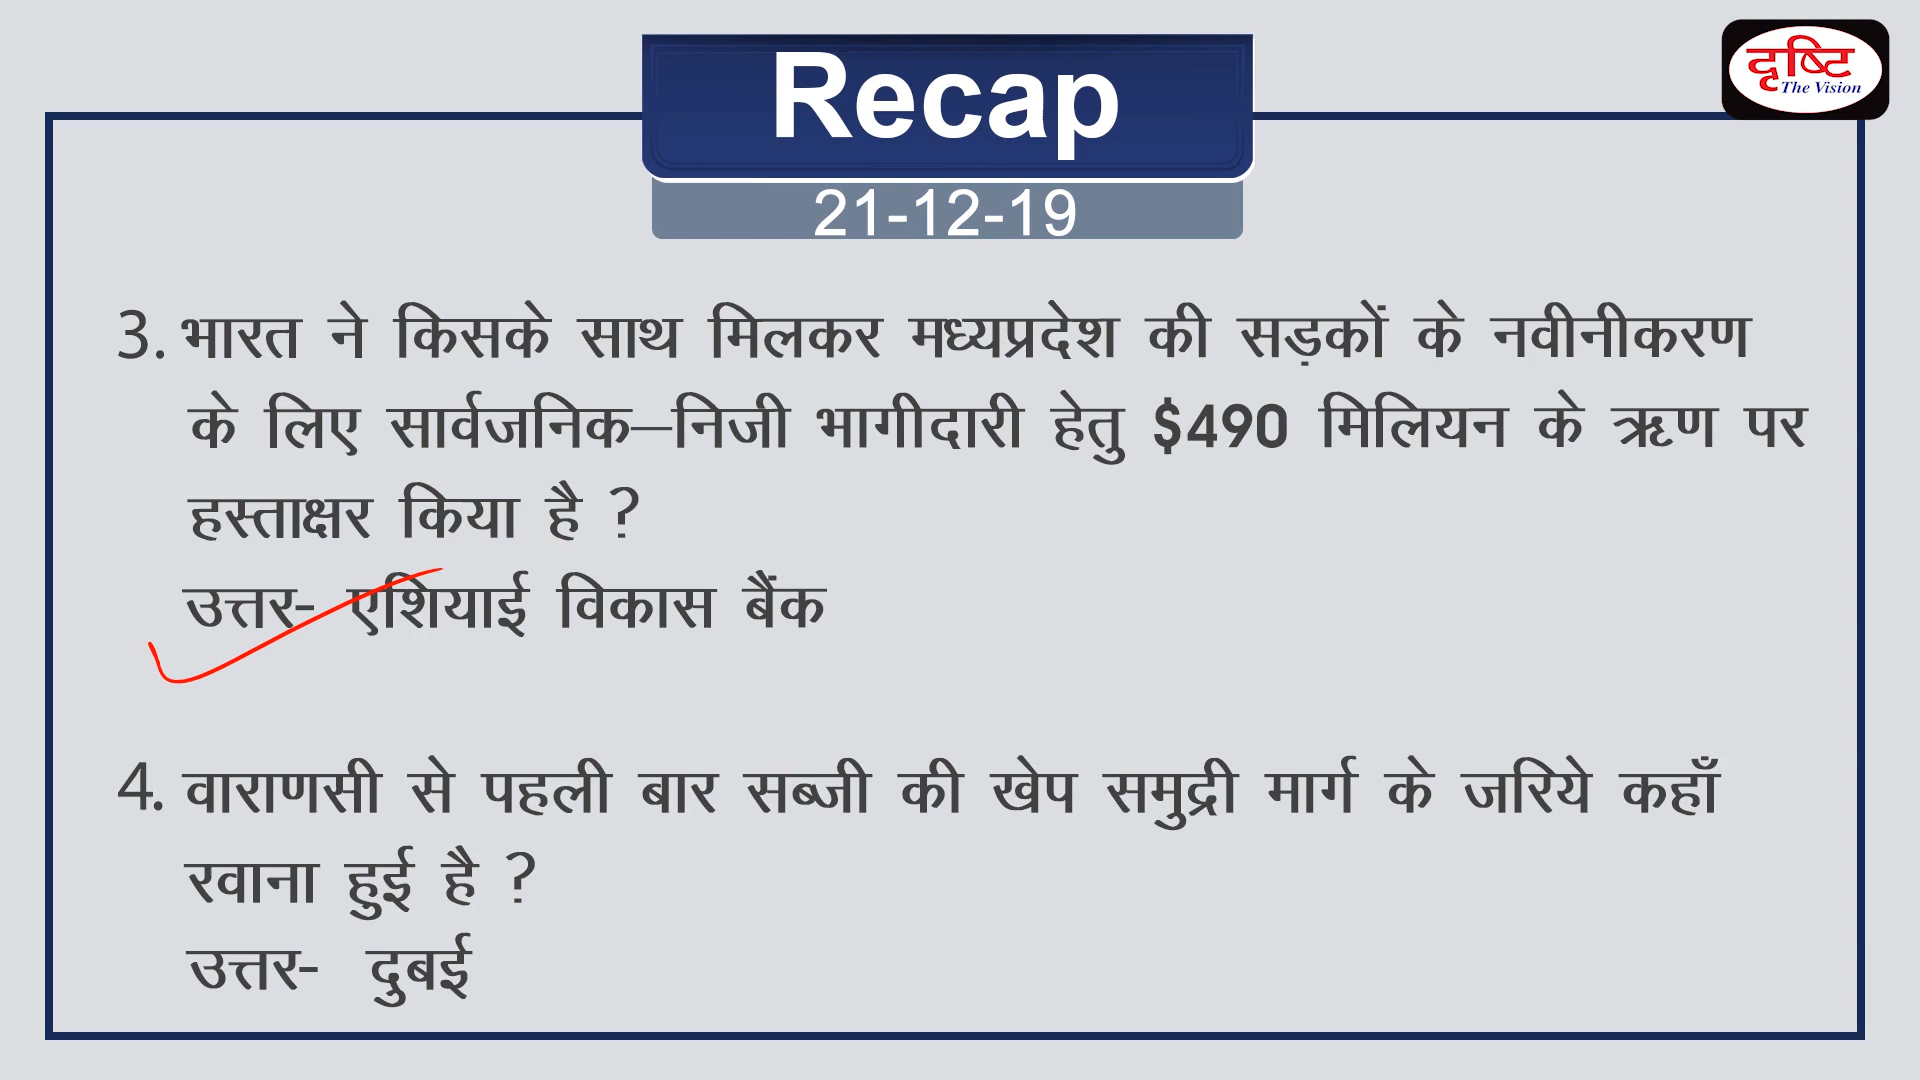 Recap
दृष्टि
The Vision
21-12-19
3. भारत ने किसके साथ मिलकर मध्यप्रदेश की सड़कों के नवीनीकरण
के लिए सार्वजनिक–निजी भागीदारी हेतु $490 मिलियन के ऋण पर
हस्ताक्षर किया है ?
उत्तर- एशियाई विकास बैंक
4. वाराणसी से पहली बार सब्जी की खेप समुद्री मार्ग के जरिये कहाँ
रवाना हुई है ?
उत्तर- दुबई